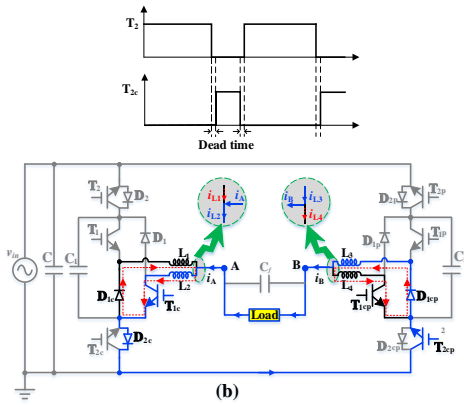 T2
T2c
Dead time
T2
D2
T1
D1
vin
C
C1
D1c
T1c
T2c
D2c
L1
L2
iL1
iA
iL2
iA
A
Cf
Load
B
iB
iB
iL3
iL4
L3
L4
T1cp
D1cp
D2p
T2p
D1p
T1p
C
D2cp
2
T2cp
(b)